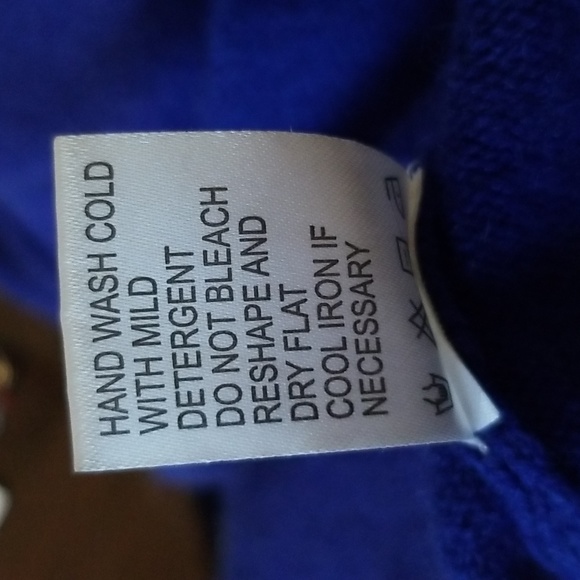 HAND WASH COLD
WITH MILD
DETERGENT
DO NOT BLEACH
RESHAPE AND
DRY FLAT
COOL IRON IF
NECESSARY